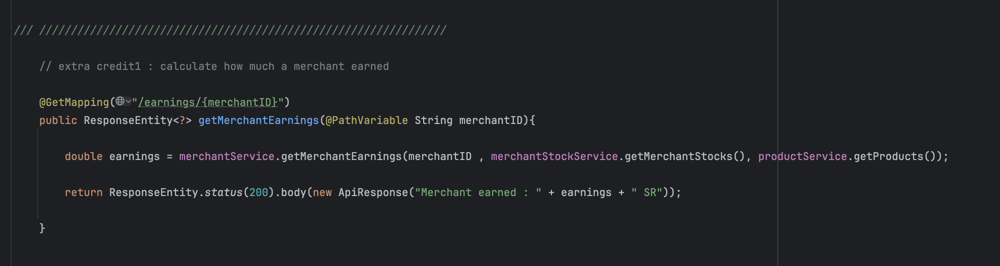 /// ////////////////////////////////////////////////////////////////
// extra credit1 : calculate how much a merchant earned
@GetMapping("/earnings/{merchantID}")
public ResponseEntity<?> getMerchantEarnings(@PathVariable String merchantID){
double earnings = merchantService.getMerchantEarnings(merchantID , merchantStockService.getMerchantStocks(), productService.getProducts());
return ResponseEntity.status(200).body(new ApiResponse("Merchant earned : " + earnings + " SR"));
}